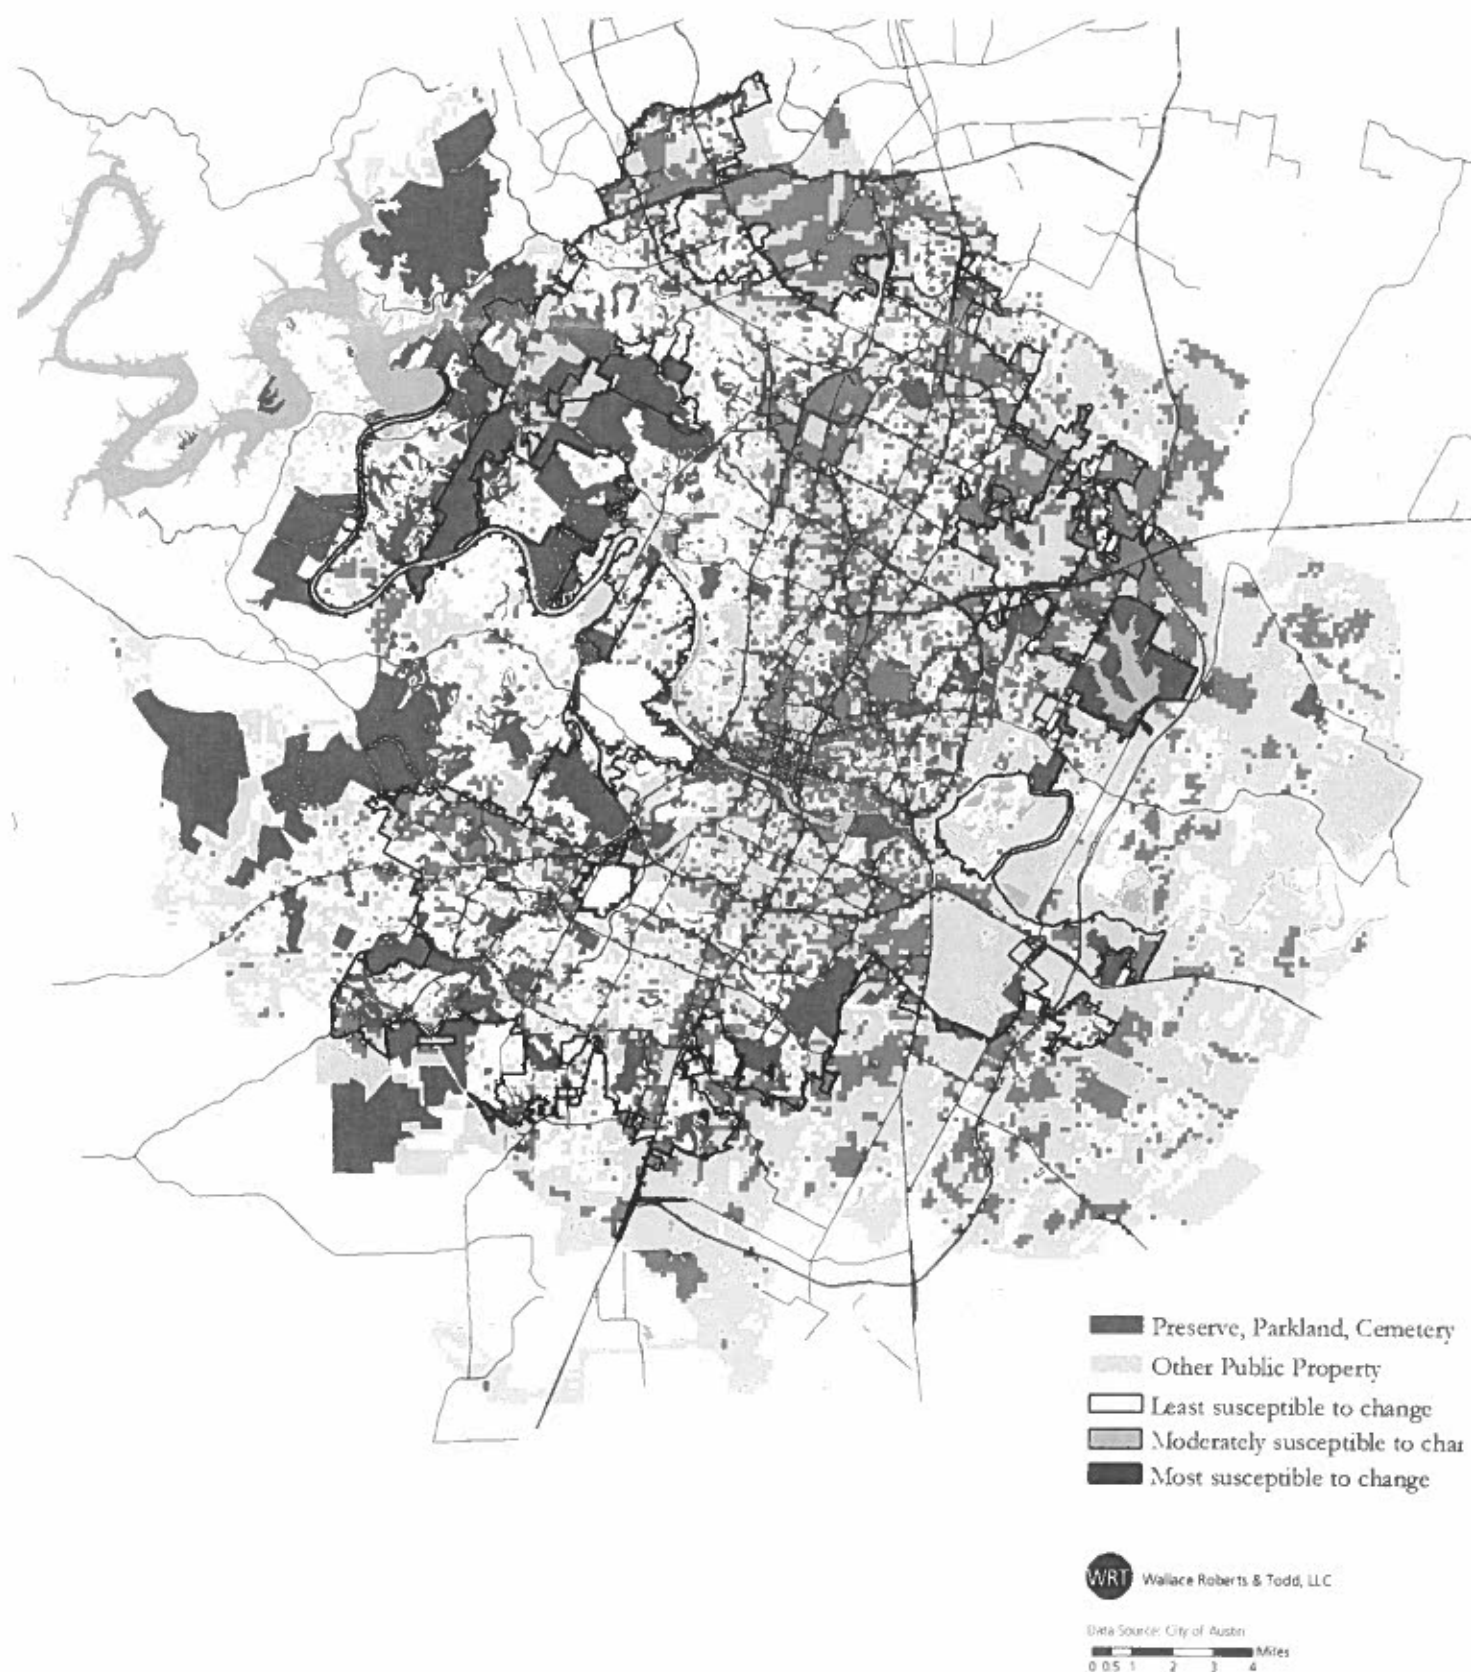 Preserve, Parkland, Cemetery
Other Public Property
Least susceptible to change
Moderately susceptible to chai
Most susceptible to change
WRT Wallace Roberts & Todd, LLC
Data Source: City of Austin
Miles
0 0.5 1 2 3 4